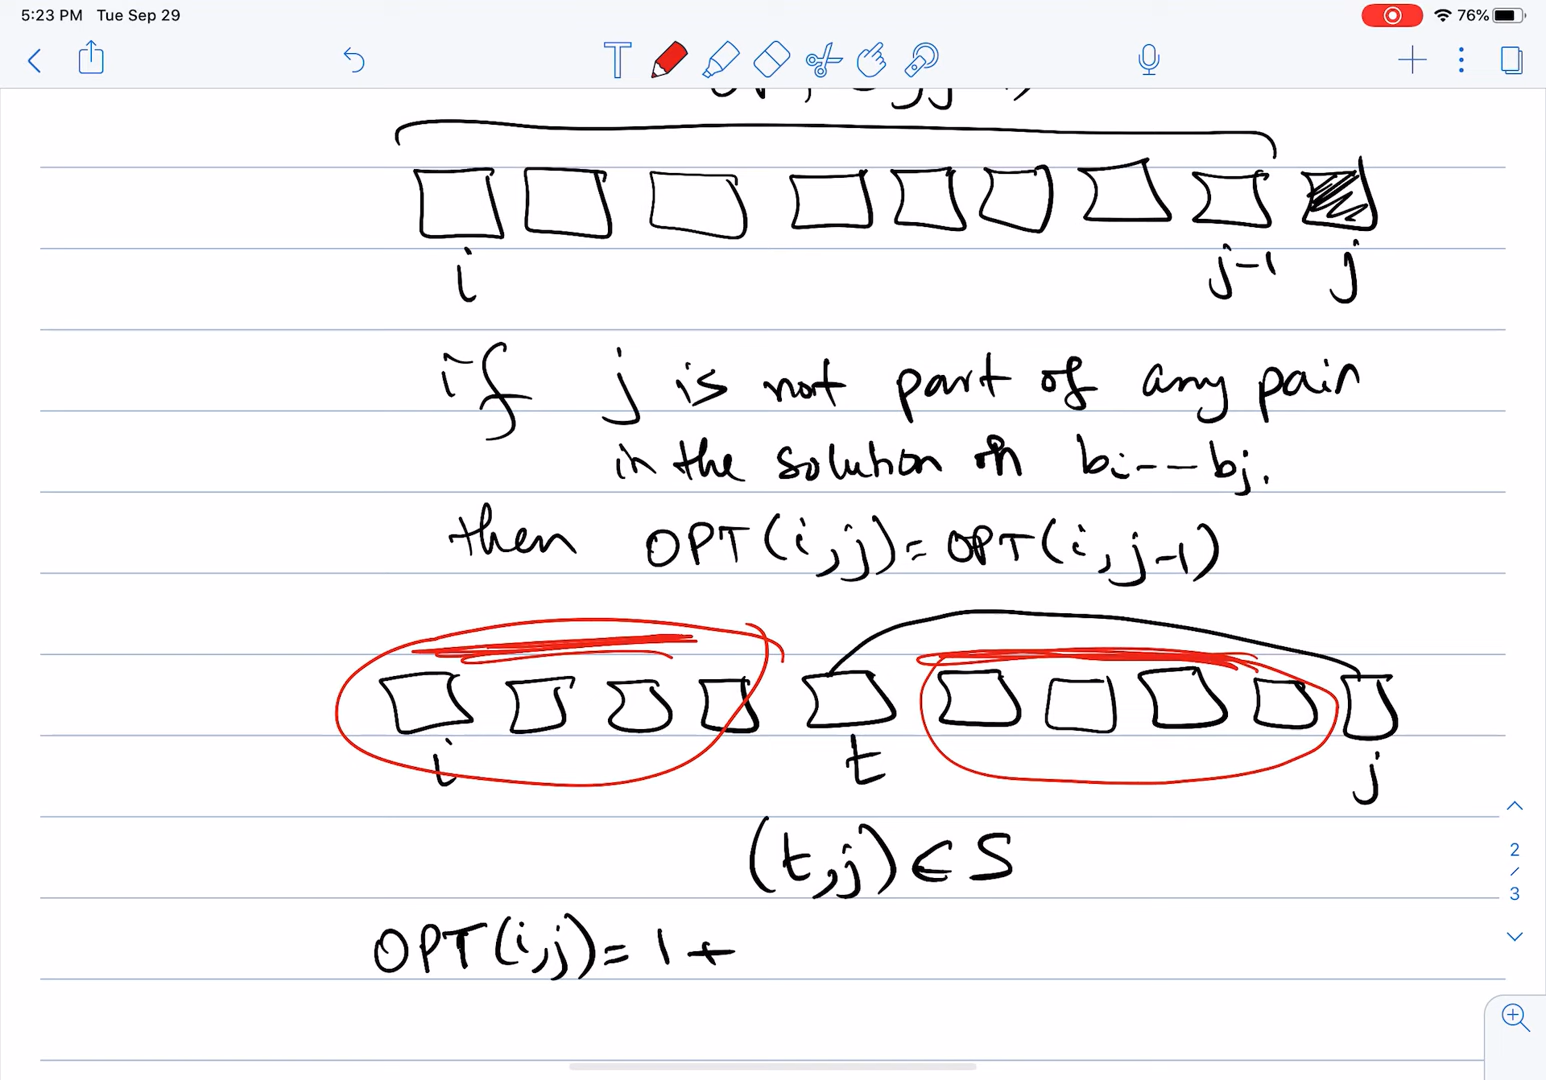 5:23 PM Tue Sep 29
76%
T
i j-1 j
if j is not part of any pair
in the solution on bi---bj.
then OPT(i,j)=OPT(i,j-1)
i t j
(t,j)∈S
2
/
3
OPT(i,j)=1+